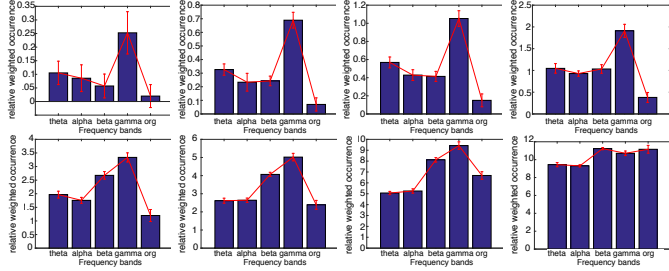 relative weighted occurrence
0.35
0.3
0.25
0.2
0.15
0.1
0.05
0
theta alpha beta gamma org
Frequency bands
relative weighted occurrence
0.8
0.7
0.6
0.5
0.4
0.3
0.2
0.1
0
theta alpha beta gamma org
Frequency bands
relative weighted occurrence
1.2
1
0.8
0.6
0.4
0.2
0
theta alpha beta gamma org
Frequency bands
relative weighted occurrence
2.5
2
1.5
1
0.5
0
theta alpha beta gamma org
Frequency bands
relative weighted occurrence
4
3.5
3
2.5
2
1.5
1
0.5
0
theta alpha beta gamma org
Frequency bands
relative weighted occurrence
6
5
4
3
2
1
0
theta alpha beta gamma org
Frequency bands
relative weighted occurrence
10
9
8
7
6
5
4
3
2
1
0
theta alpha beta gamma org
Frequency bands
relative weighted occurrence
12
10
8
6
4
2
0
theta alpha beta gamma org
Frequency bands